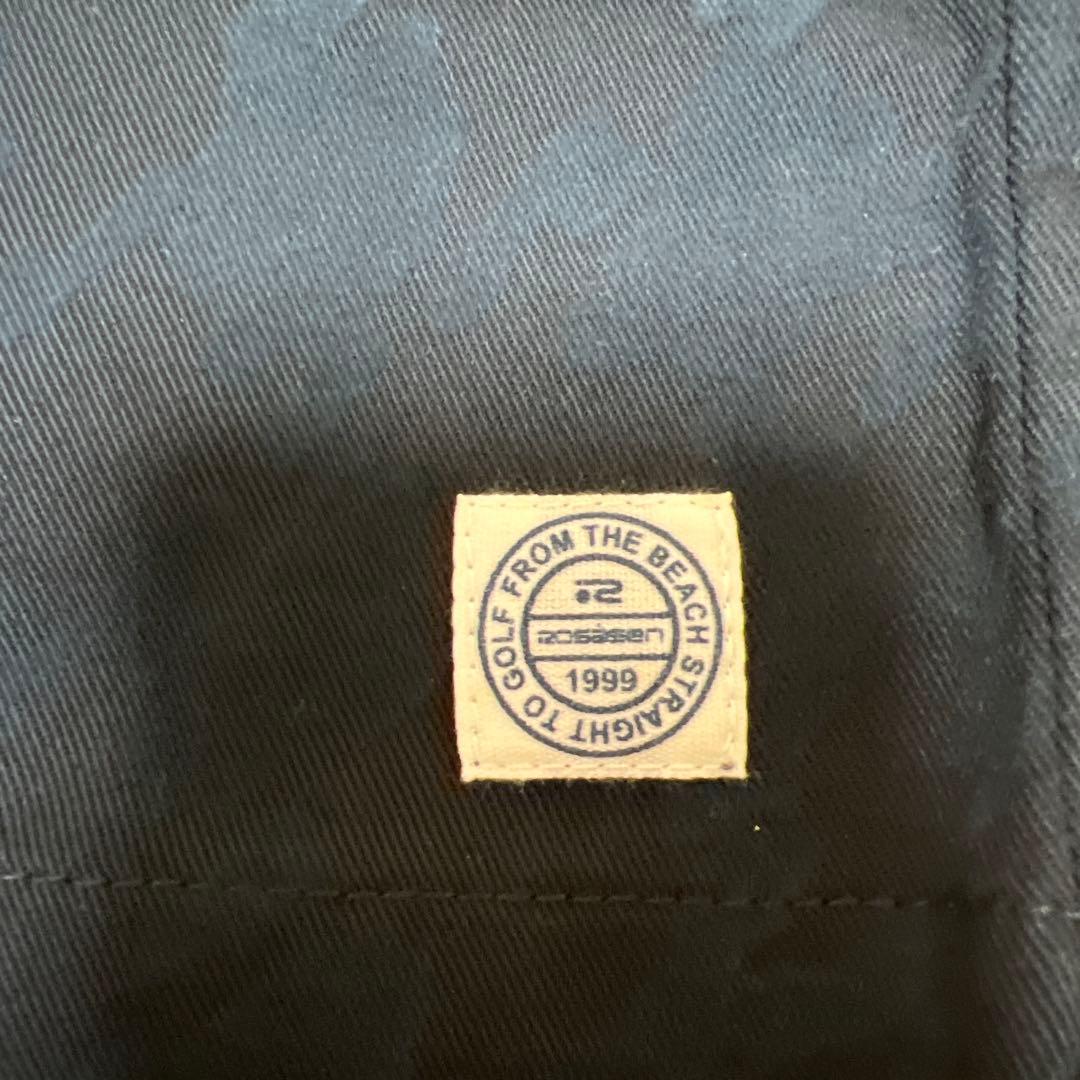 FROM THE BEACH STRAIGHT TO GOLF
R
rosasen
1999